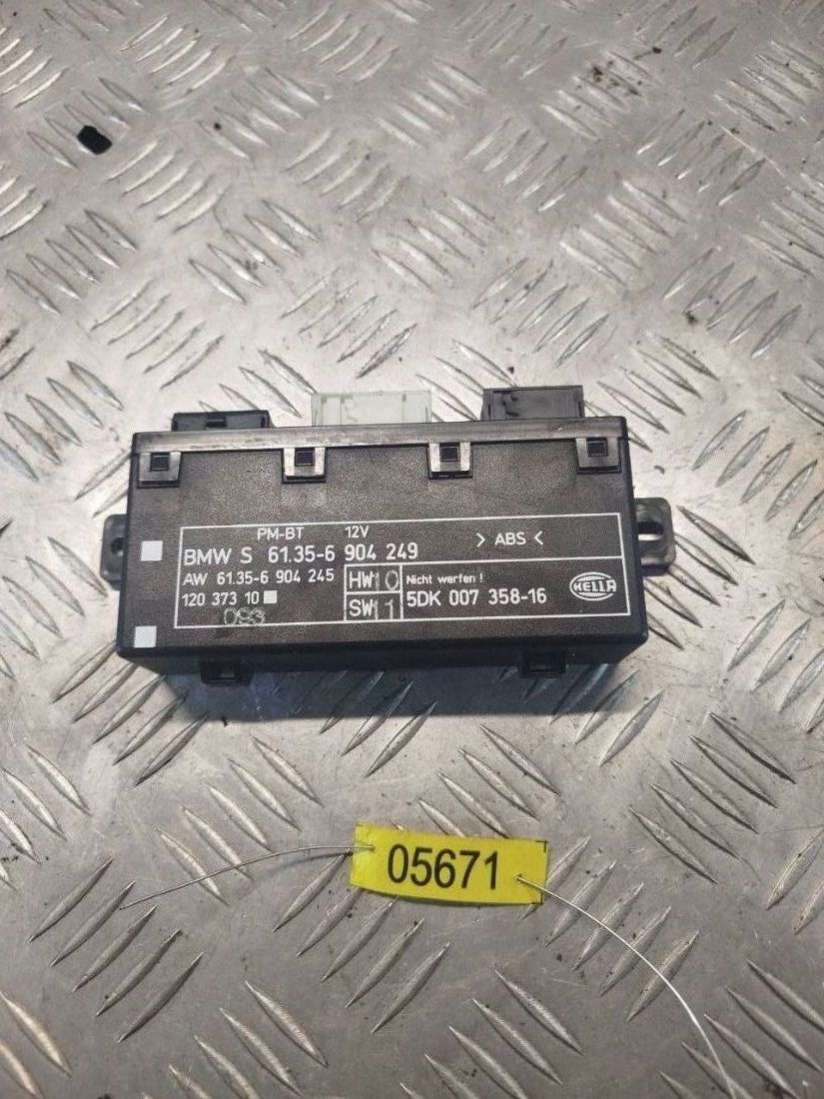 PM-BT 12V
BMW S 61.35-6 904 249 > ABS <
AW 61.35-6 904 245 HW 10 Nicht werfen !
120 373 10 SW 11 5DK 007 358-16 HELLA
093
05671